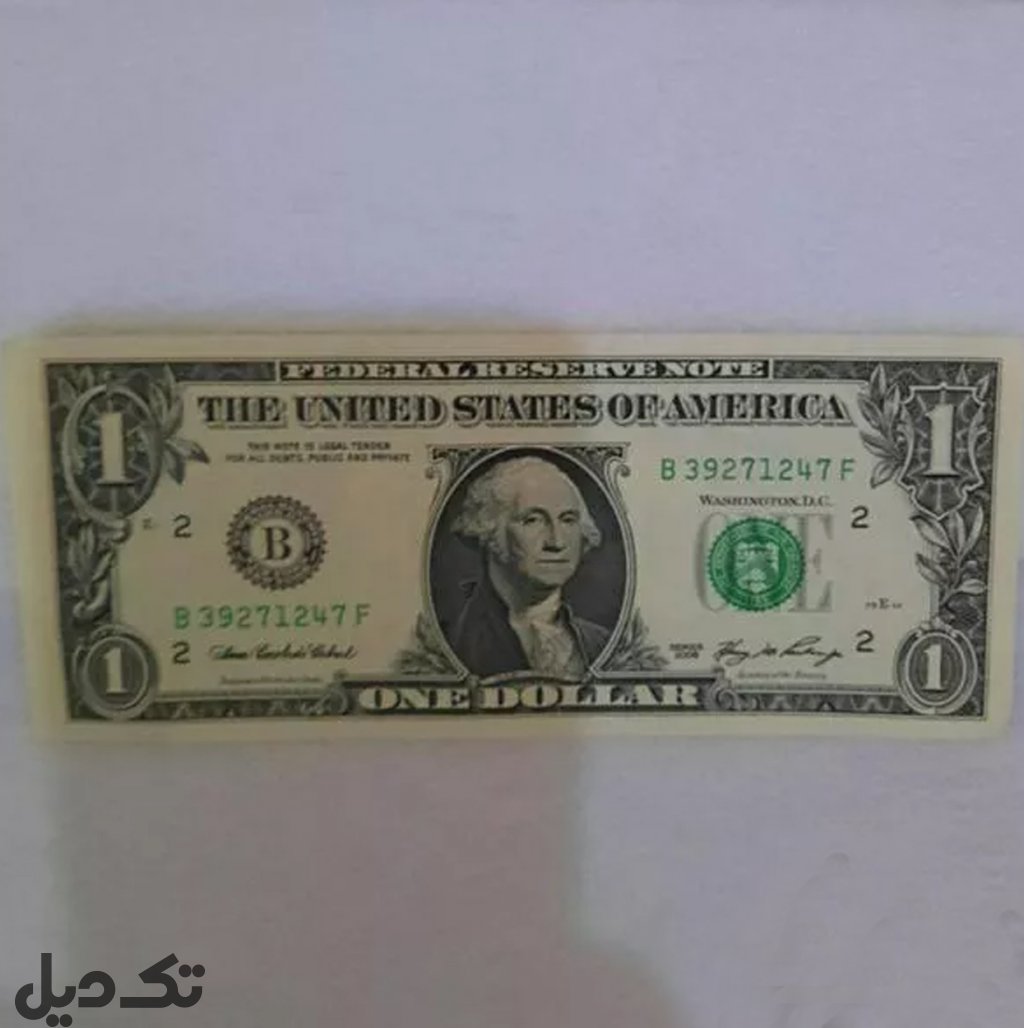 FEDERAL RESERVE NOTE
THE UNITED STATES OF AMERICA
1
1
THIS NOTE IS LEGAL TENDER
FOR ALL DEBTS, PUBLIC AND PRIVATE
B 39271247 F
WASHINGTON, D.C.
2
B
ONE
2
B 39271247 F
2
SERIES
2
1
ONE DOLLAR
1
تک دیل